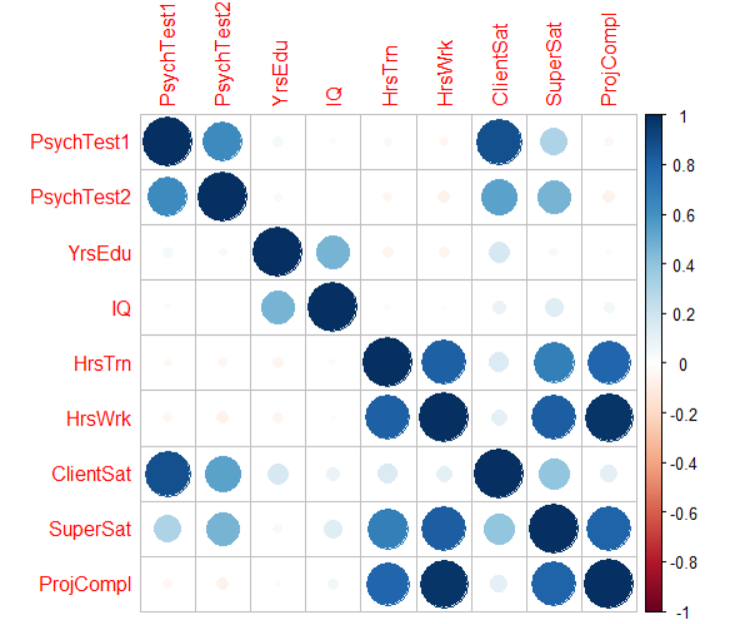 PsychTest1
PsychTest2
YrsEdu
IQ
HrsTrn
HrsWrk
ClientSat
SuperSat
ProjCompl
PsychTest1
PsychTest2
YrsEdu
IQ
HrsTrn
HrsWrk
ClientSat
SuperSat
ProjCompl
1
0.8
0.6
0.4
0.2
0
-0.2
-0.4
-0.6
-0.8
-1